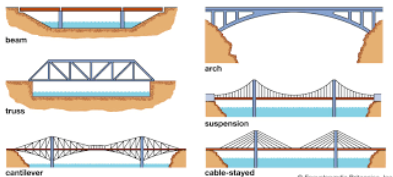 beam
arch
truss
suspension
cantilever
cable-stayed
© Encyclopædia Britannica, Inc.